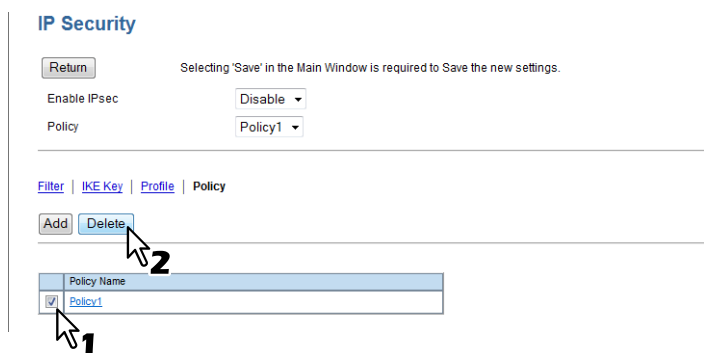 IP Security
Return Selecting 'Save' in the Main Window is required to Save the new settings.
Enable IPsec Disable
Policy Policy1
Filter | IKE Key | Profile | Policy
Add Delete
2
Policy Name
Policy1
1